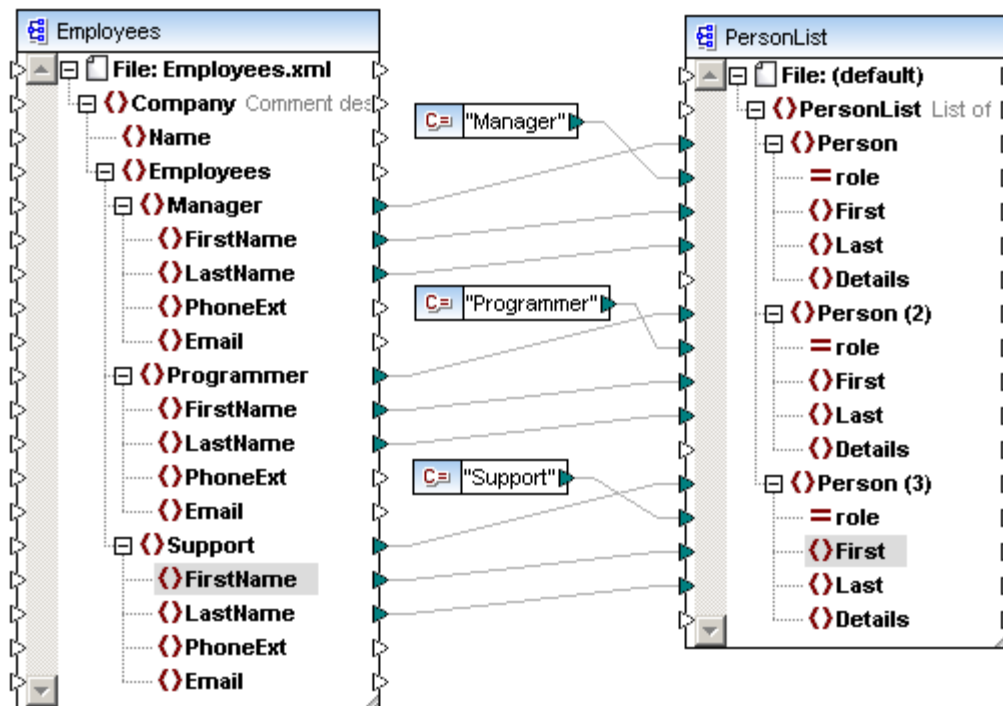 Employees
File: Employees.xml
Company Comment des
Name
Employees
Manager
FirstName
LastName
PhoneExt
Email
Programmer
FirstName
LastName
PhoneExt
Email
Support
FirstName
LastName
PhoneExt
Email
C= "Manager"
C= "Programmer"
C= "Support"
PersonList
File: (default)
PersonList List of
Person
= role
First
Last
Details
Person (2)
= role
First
Last
Details
Person (3)
= role
First
Last
Details